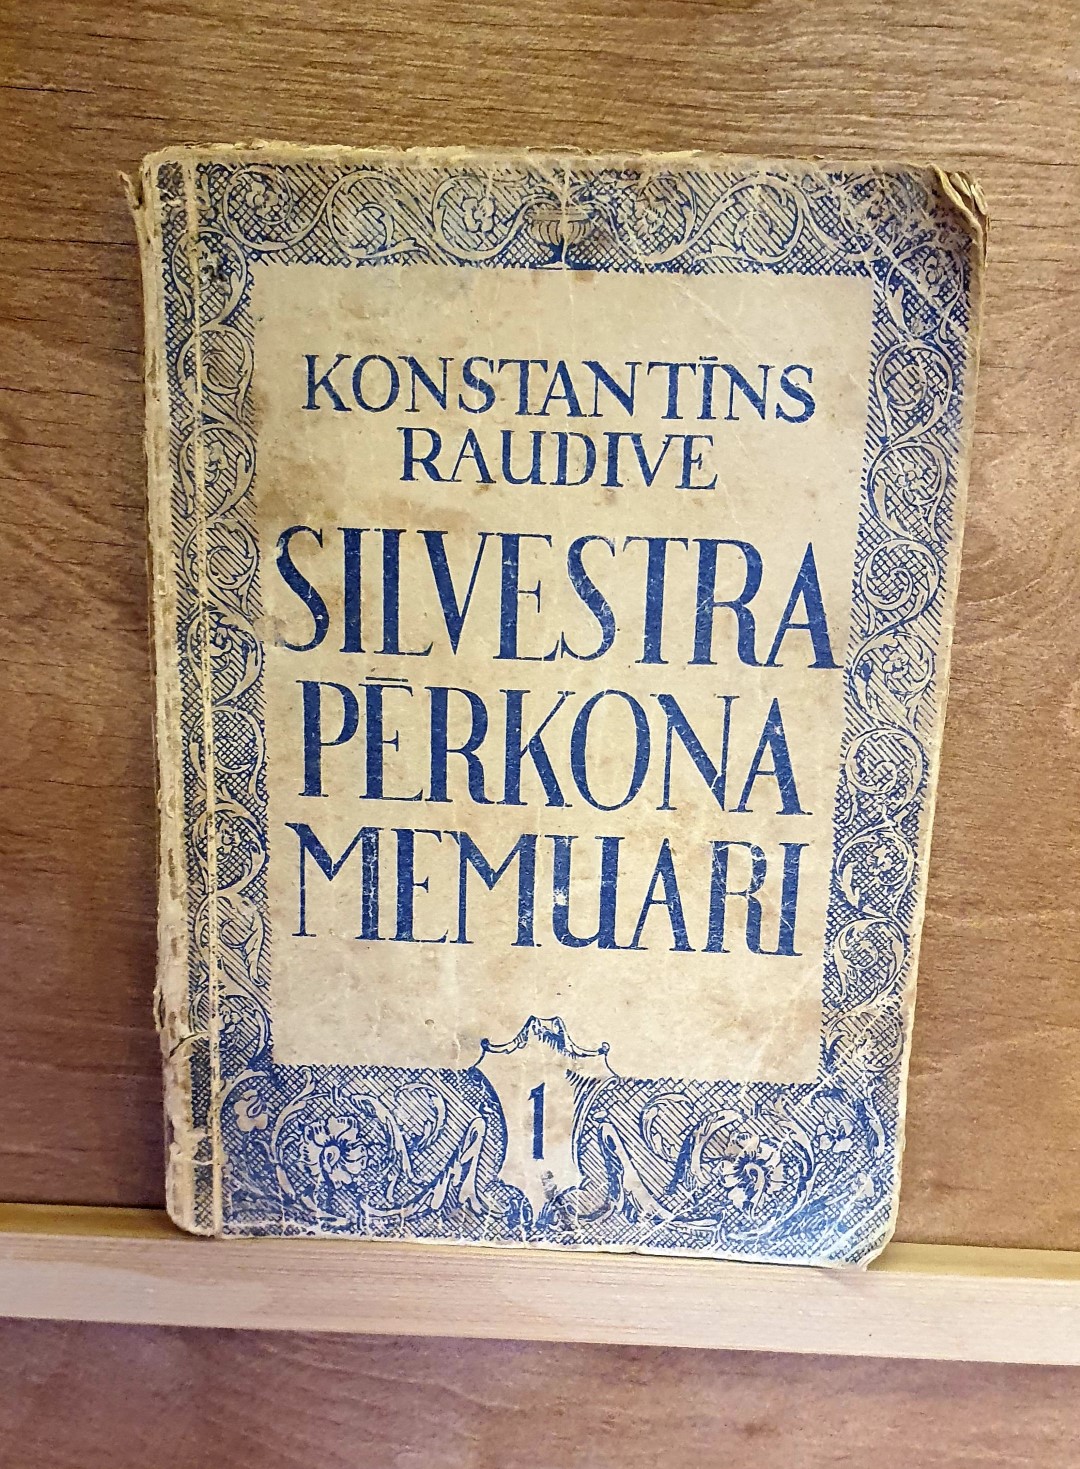 KONSTANTĪNS
RAUDIVE
SILVESTRA
PĒRKONA
MEMUARI
1